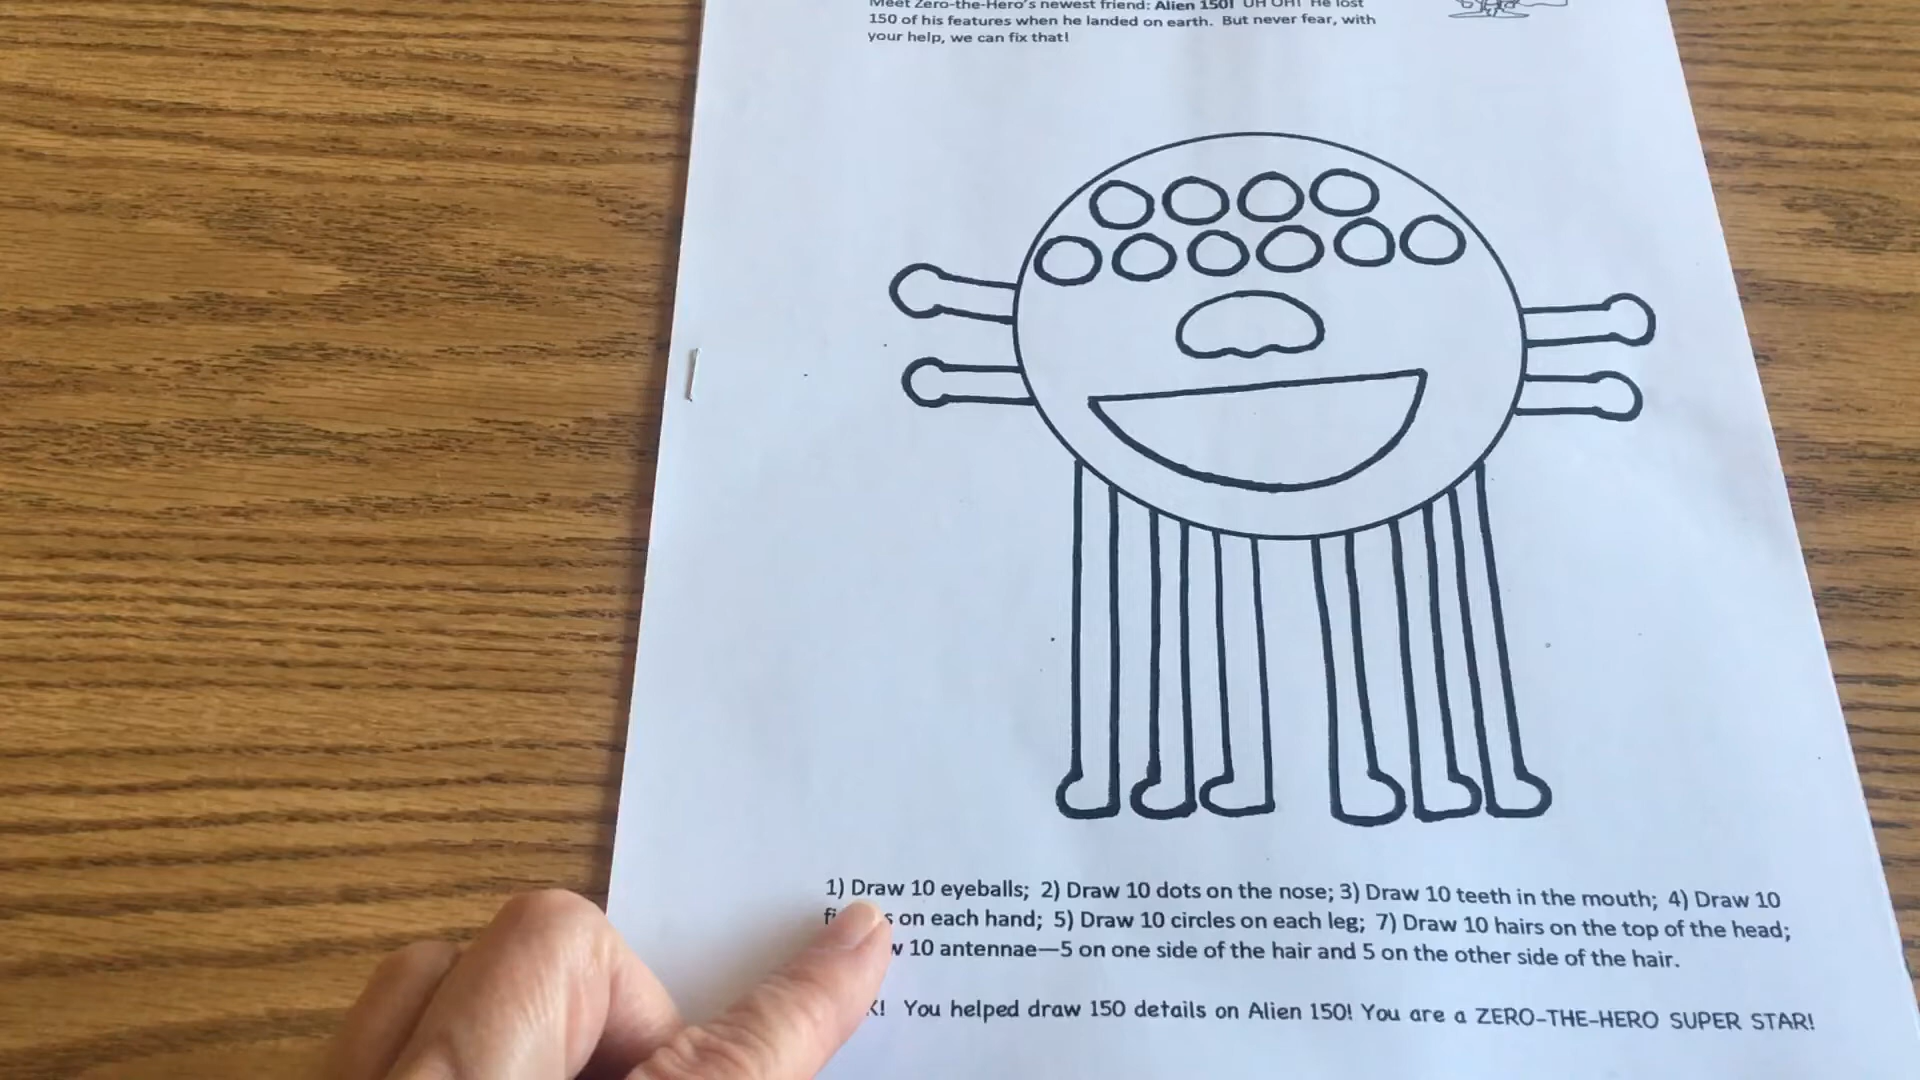 Meet Zero-the-Hero's newest friend: Alien 150! UH OH! He lost
150 of his features when he landed on earth. But never fear, with
your help, we can fix that!
1) Draw 10 eyeballs; 2) Draw 10 dots on the nose; 3) Draw 10 teeth in the mouth; 4) Draw 10
on each hand; 5) Draw 10 circles on each leg; 7) Draw 10 hairs on the top of the head;
10 antennae—5 on one side of the hair and 5 on the other side of the hair.
You helped draw 150 details on Alien 150! You are a ZERO-THE-HERO SUPER STAR!